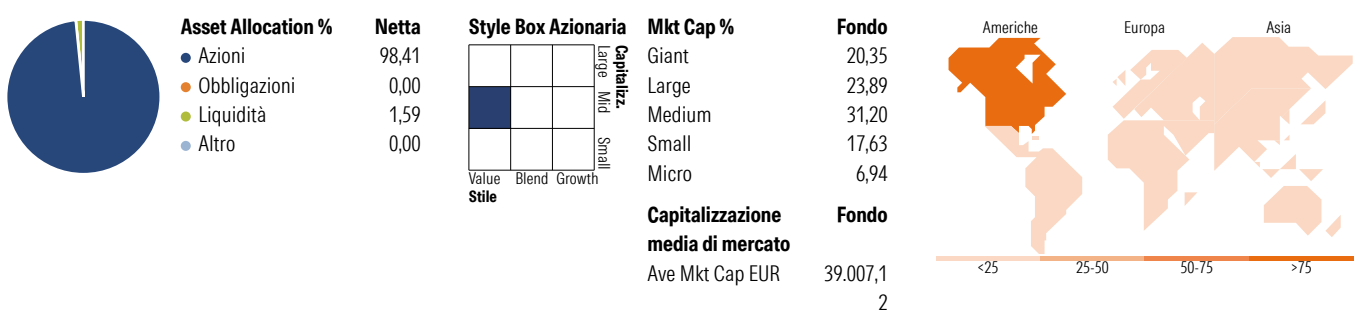 Asset Allocation % Netta
Azioni 98,41
Obbligazioni 0,00
Liquidità 1,59
Altro 0,00
Style Box Azionaria
Capitalizz.
Large Mid Small
Value Blend Growth
Stile
Mkt Cap % Fondo
Giant 20,35
Large 23,89
Medium 31,20
Small 17,63
Micro 6,94
Capitalizzazione Fondo
media di mercato
Ave Mkt Cap EUR 39.007,1
2
Americhe Europa Asia
<25 25-50 50-75 >75